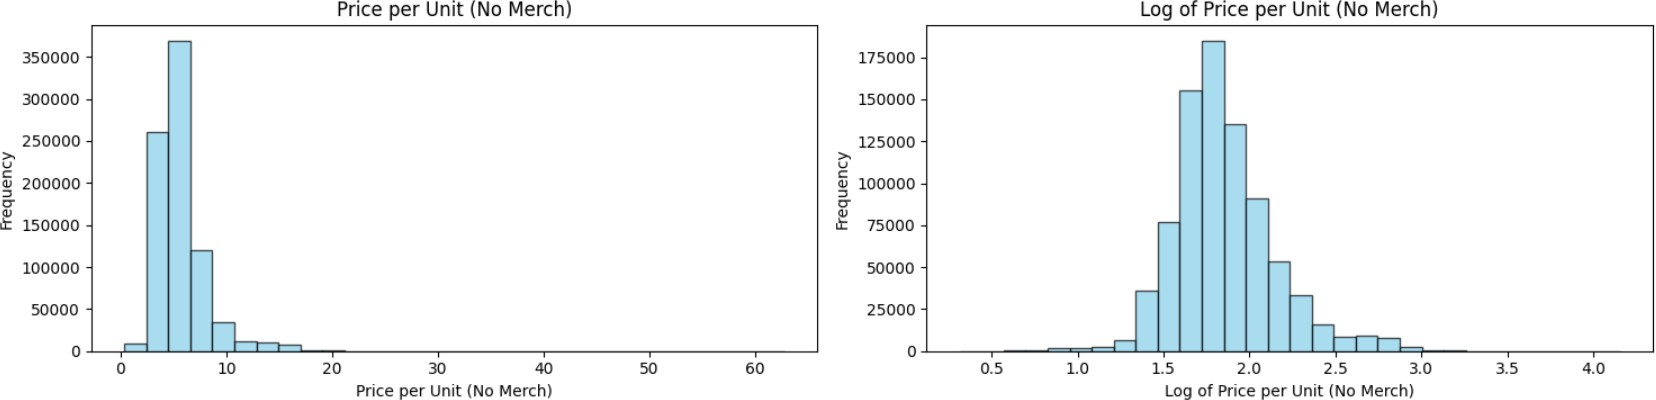 Price per Unit (No Merch)
Frequency
350000
300000
250000
200000
150000
100000
50000
0
0 10 20 30 40 50 60
Price per Unit (No Merch)
Log of Price per Unit (No Merch)
Frequency
175000
150000
125000
100000
75000
50000
25000
0
0.5 1.0 1.5 2.0 2.5 3.0 3.5 4.0
Log of Price per Unit (No Merch)